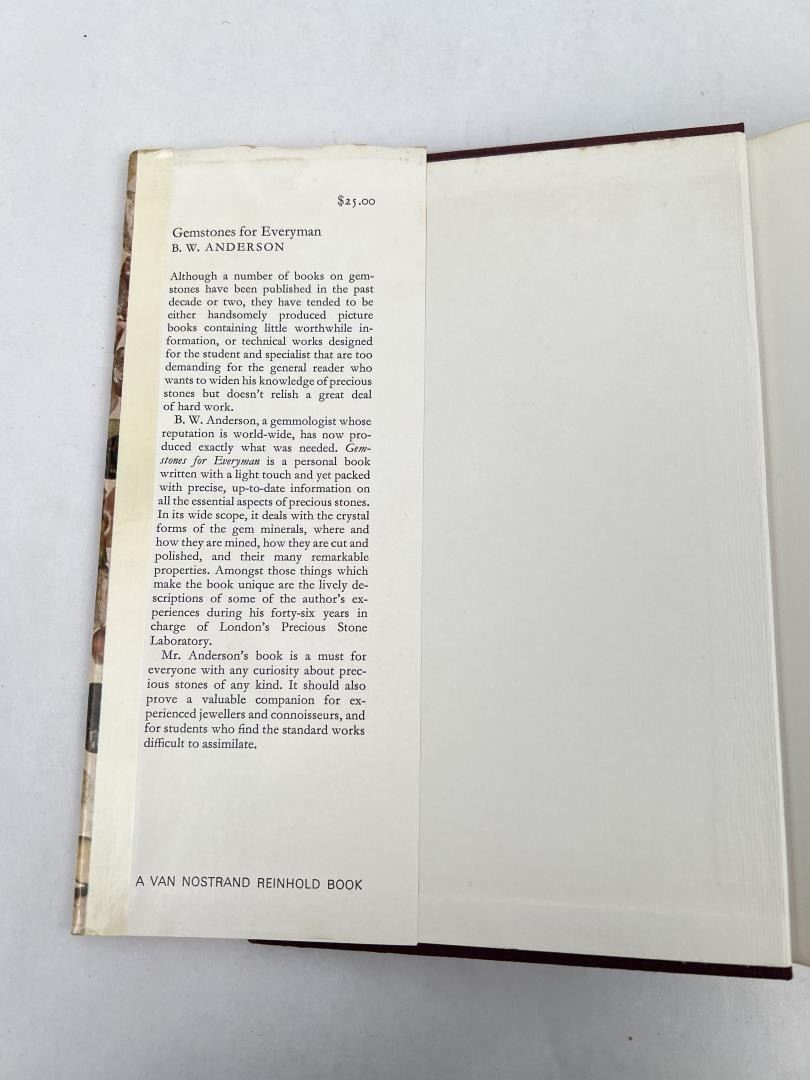 $25.00
Gemstones for Everyman
B. W. ANDERSON
Although a number of books on gem-
stones have been published in the past
decade or two, they have tended to be
either handsomely produced picture
books containing little worthwhile in-
formation, or technical works designed
for the student and specialist that are too
demanding for the general reader who
wants to widen his knowledge of precious
stones but doesn't relish a great deal
of hard work.
B. W. Anderson, a gemmologist whose
reputation is world-wide, has now pro-
duced exactly what was needed. Gem-
stones for Everyman is a personal book
written with a light touch and yet packed
with precise, up-to-date information on
all the essential aspects of precious stones.
In its wide scope, it deals with the crystal
forms of the gem minerals, where and
how they are mined, how they are cut and
polished, and their many remarkable
properties. Amongst those things which
make the book unique are the lively de-
scriptions of some of the author's ex-
periences during his forty-six years in
charge of London's Precious Stone
Laboratory.
Mr. Anderson's book is a must for
everyone with any curiosity about prec-
ious stones of any kind. It should also
prove a valuable companion for ex-
perienced jewellers and connoisseurs, and
for students who find the standard works
difficult to assimilate.
A VAN NOSTRAND REINHOLD BOOK